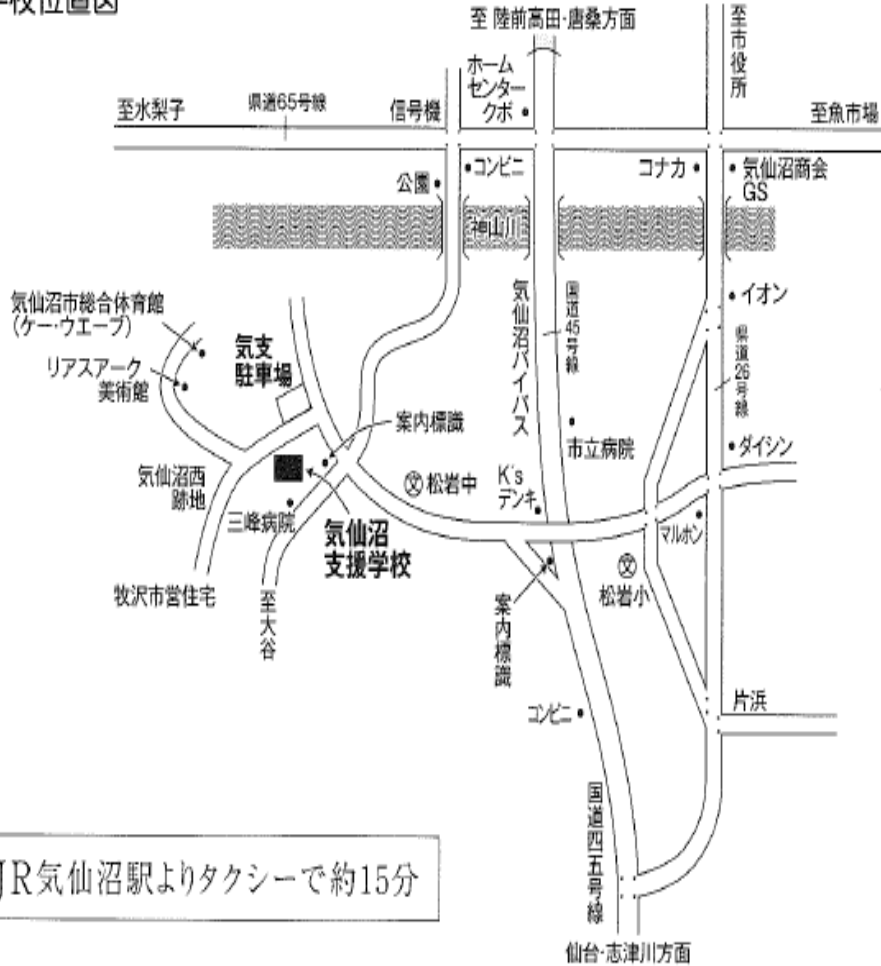 学校位置図
至 陸前高田・唐桑方面
至市役所
ホーム
センター
クボ
至水梨子
県道65号線
信号機
至魚市場
公園
コンビニ
コナカ
気仙沼商会
GS
神山川
気仙沼市総合体育館
(ケー・ウエーブ)
リアスアーク
美術館
気支
駐車場
気仙沼バイパス
国道45号線
イオン
県道26号線
案内標識
市立病院
ダイシン
気仙沼西
跡地
文 松岩中
K's
デンキ
三峰病院
気仙沼
支援学校
マルホン
文
松岩小
牧沢市営住宅
至大谷
案内標識
コンビニ
片浜
国道四五号線
JR気仙沼駅よりタクシーで約15分
仙台・志津川方面